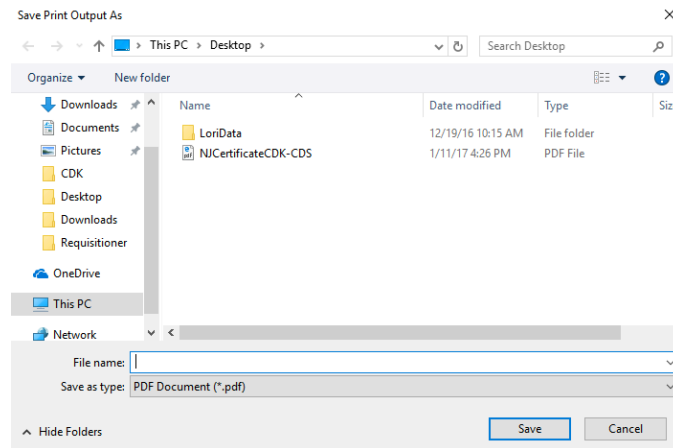 Save Print Output As
This PC > Desktop >
Search Desktop
Organize
New folder
Downloads
Documents
Pictures
CDK
Desktop
Downloads
Requisitioner
OneDrive
This PC
Network
Name Date modified Type Siz
LoriData 12/19/16 10:15 AM File folder
NJCertificateCDK-CDS 1/11/17 4:26 PM PDF File
File name:
Save as type: PDF Document (*.pdf)
Hide Folders
Save
Cancel